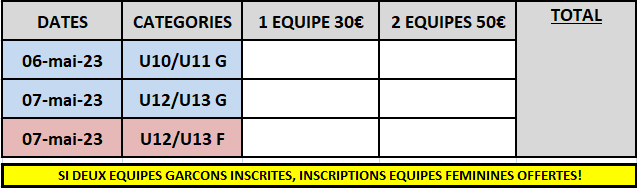 DATES CATEGORIES 1 EQUIPE 30€ 2 EQUIPES 50€ TOTAL
06-mai-23 U10/U11 G
07-mai-23 U12/U13 G
07-mai-23 U12/U13 F
SI DEUX EQUIPES GARCONS INSCRITES, INSCRIPTIONS EQUIPES FEMININES OFFERTES!